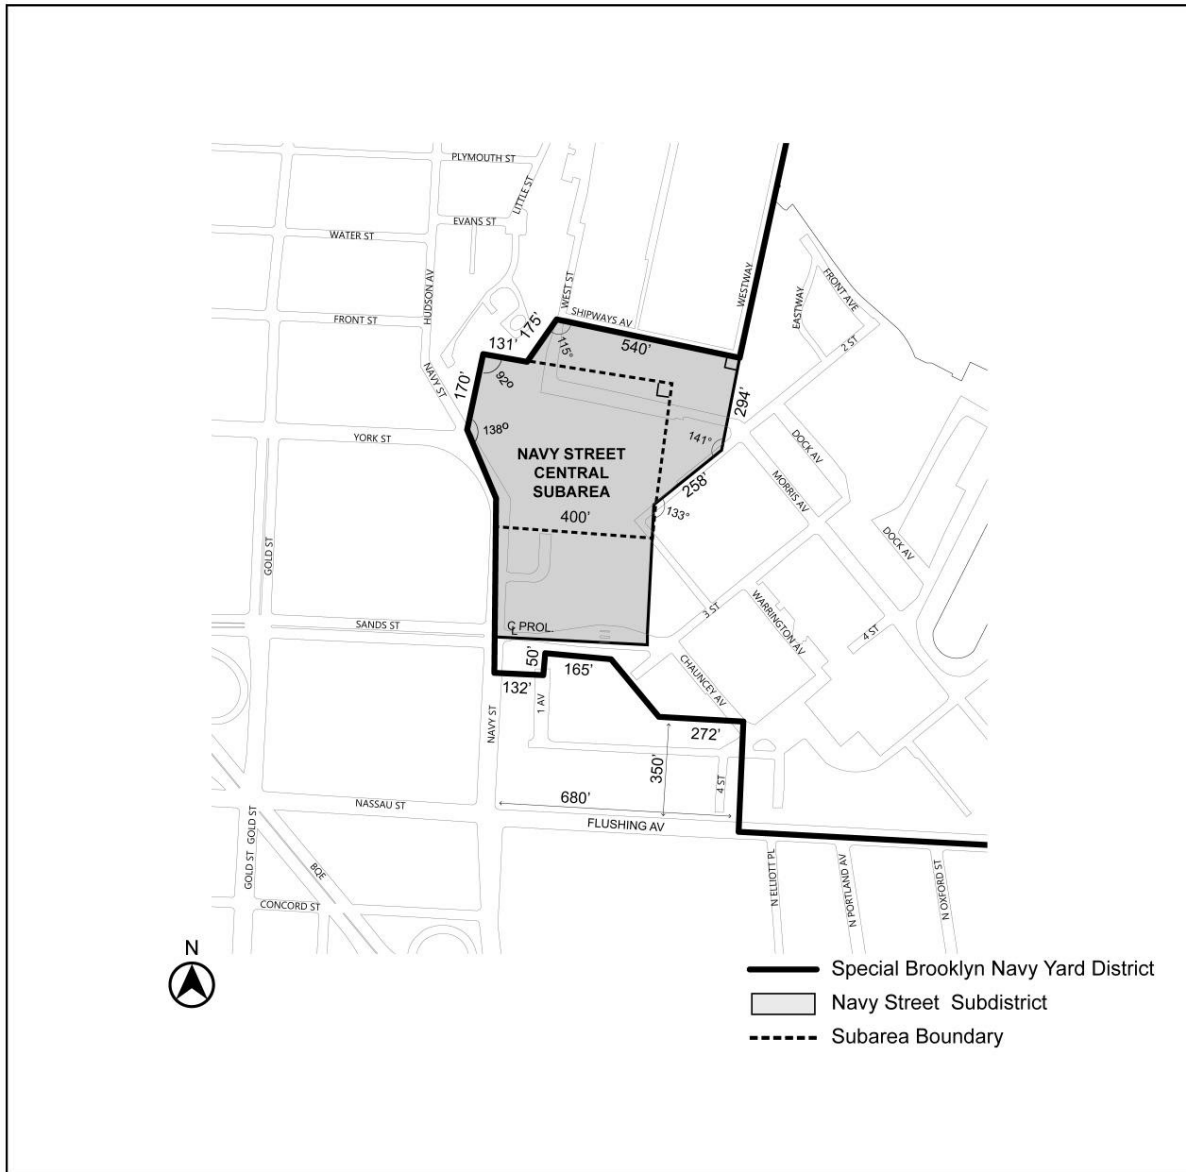 PLYMOUTH ST
LITTLE ST
EVANS ST
WATER ST
HUDSON AV
WEST ST
SHIPWAYS AV
WESTWAY
EASTWAY
FRONT AVE
2 ST
FRONT ST
NAVY ST
131'
175'
115°
540'
170'
92º
294'
138º
141°
YORK ST
NAVY STREET
CENTRAL
SUBAREA
400'
258'
133°
DOCK AV
MORRIS AV
DOCK AV
GOLD ST
SANDS ST
℄ PROL.
3 ST
WARRINGTON AV
4 ST
CHAUNCEY AV
50'
165'
132'
1 AV
NAVY ST
272'
350'
4 ST
680'
NASSAU ST
FLUSHING AV
GOLD ST
GOLD ST
BQE
CONCORD ST
N ELLIOTT PL
N PORTLAND AV
N OXFORD ST
N
Special Brooklyn Navy Yard District
Navy Street Subdistrict
Subarea Boundary